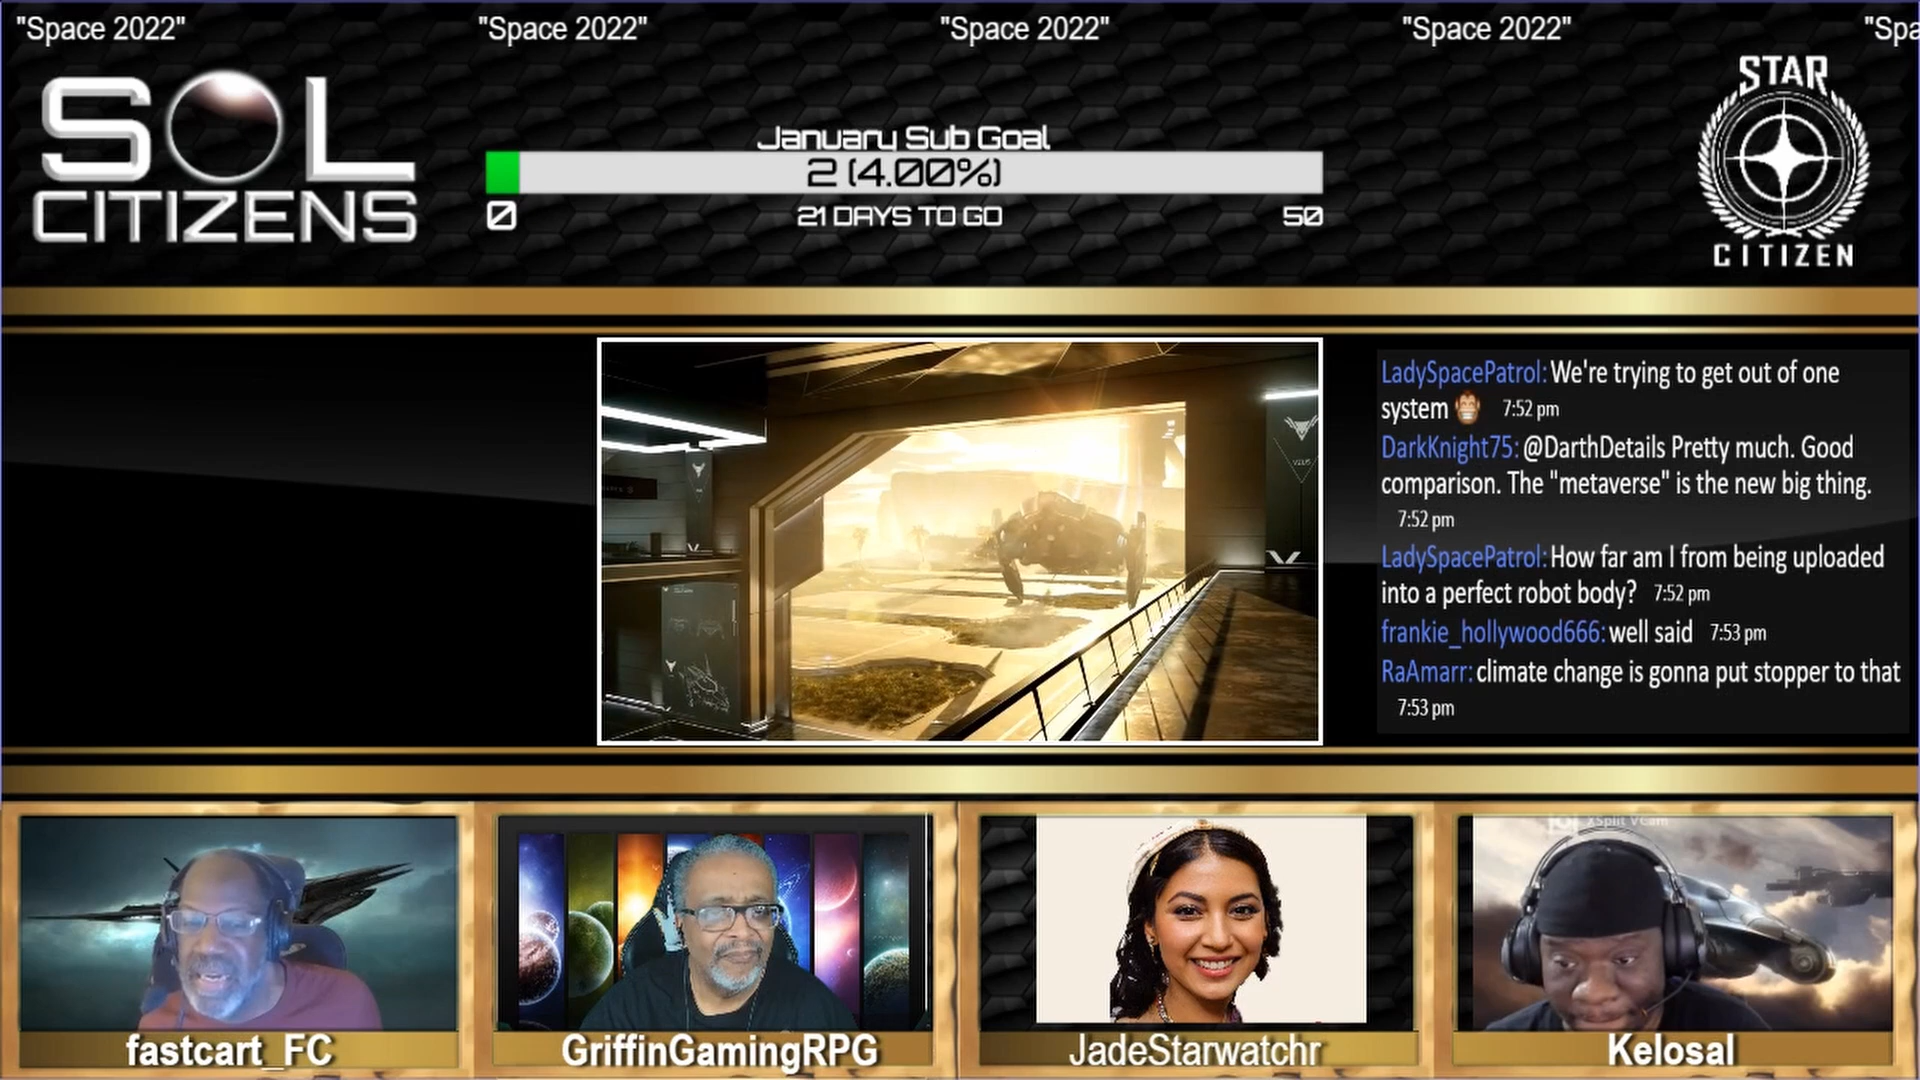 "Space 2022" "Space 2022" "Space 2022" "Space 2022" "Spa
SOL
CITIZENS
January Sub Goal
2 (4.00%)
0 21 DAYS TO GO 50
STAR
CITIZEN
LadySpacePatrol: We're trying to get out of one
system 7:52 pm
DarkKnight75: @DarthDetails Pretty much. Good
comparison. The "metaverse" is the new big thing.
7:52 pm
LadySpacePatrol: How far am I from being uploaded
into a perfect robot body? 7:52 pm
frankie_hollywood666: well said 7:53 pm
RaAmarr: climate change is gonna put stopper to that
7:53 pm
XSplit VCam
fastcart_FC
GriffinGamingRPG
JadeStarwatchr
Kelosal